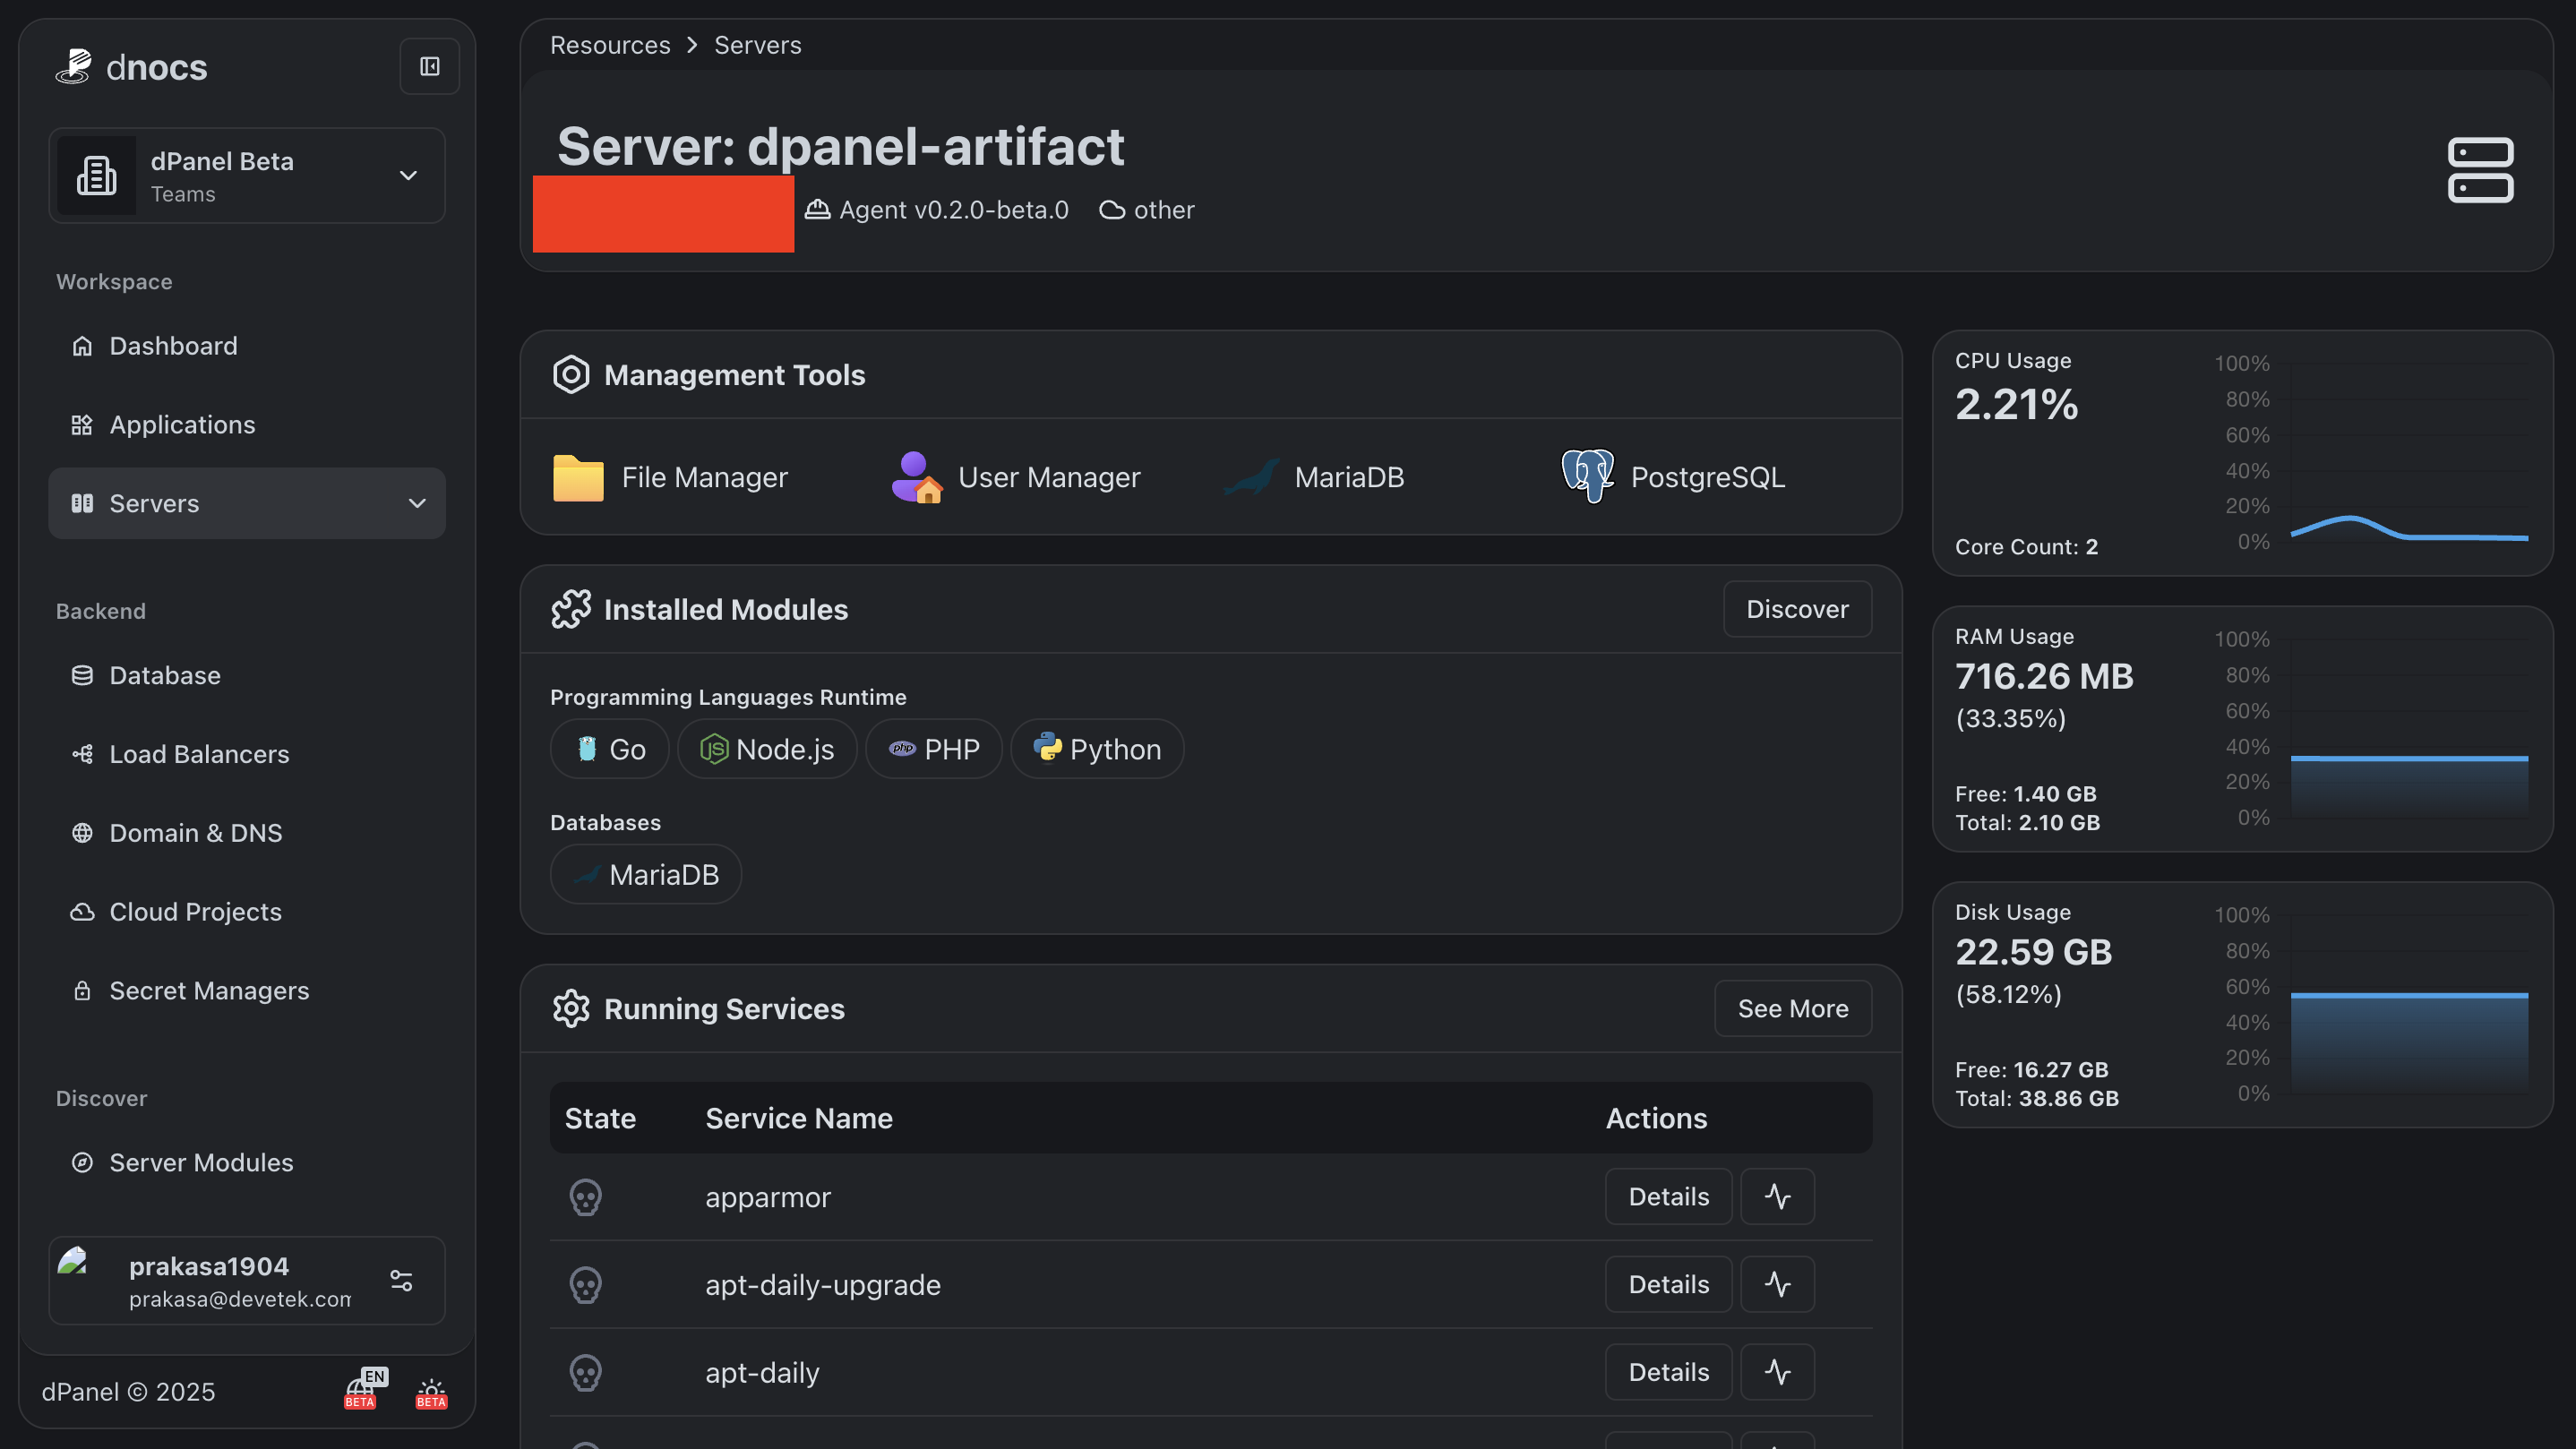 dnocs
dPanel Beta
Teams
Workspace
Dashboard
Applications
Servers
Backend
Database
Load Balancers
Domain & DNS
Cloud Projects
Secret Managers
Discover
Server Modules
prakasa1904
prakasa@devetek.com
dPanel © 2025
EN
BETA
BETA
Resources > Servers
Server: dpanel-artifact
Agent v0.2.0-beta.0 other
Management Tools
File Manager
User Manager
MariaDB
PostgreSQL
Installed Modules
Discover
Programming Languages Runtime
Go
JS Node.js
php PHP
Python
Databases
MariaDB
Running Services
See More
State Service Name Actions
apparmor Details
apt-daily-upgrade Details
apt-daily Details
CPU Usage
2.21%
Core Count: 2
100%
80%
60%
40%
20%
0%
RAM Usage
716.26 MB
(33.35%)
Free: 1.40 GB
Total: 2.10 GB
100%
80%
60%
40%
20%
0%
Disk Usage
22.59 GB
(58.12%)
Free: 16.27 GB
Total: 38.86 GB
100%
80%
60%
40%
20%
0%